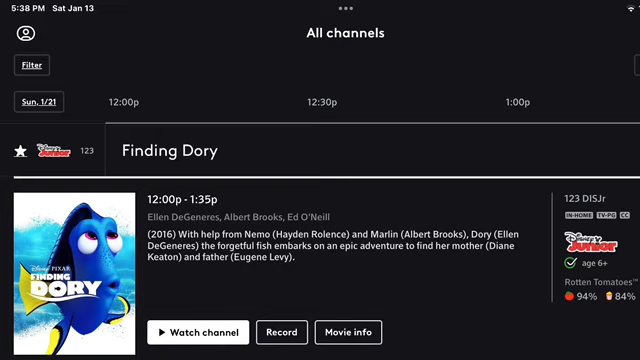 5:38 PM Sat Jan 13
All channels
Filter
Sun, 1/21
12:00p
12:30p
1:00p
Disney Junior
123
Finding Dory
12:00p - 1:35p
Ellen DeGeneres, Albert Brooks, Ed O'Neill
(2016) With help from Nemo (Hayden Rolence) and Marlin (Albert Brooks), Dory (Ellen
DeGeneres) the forgetful fish embarks on an epic adventure to find her mother (Diane
Keaton) and father (Eugene Levy).
Disney PIXAR
FINDING
DORY
Watch channel
Record
Movie info
123 DISJr
IN-HOME TV-PG CC
Disney Junior
age 6+
Rotten Tomatoes™
94% 84%